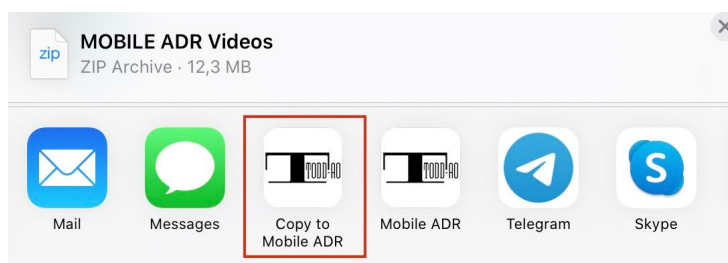 zip
MOBILE ADR Videos
ZIP Archive · 12,3 MB
TODD-AO
TODD-AO
S
Mail
Messages
Copy to
Mobile ADR
Mobile ADR
Telegram
Skype